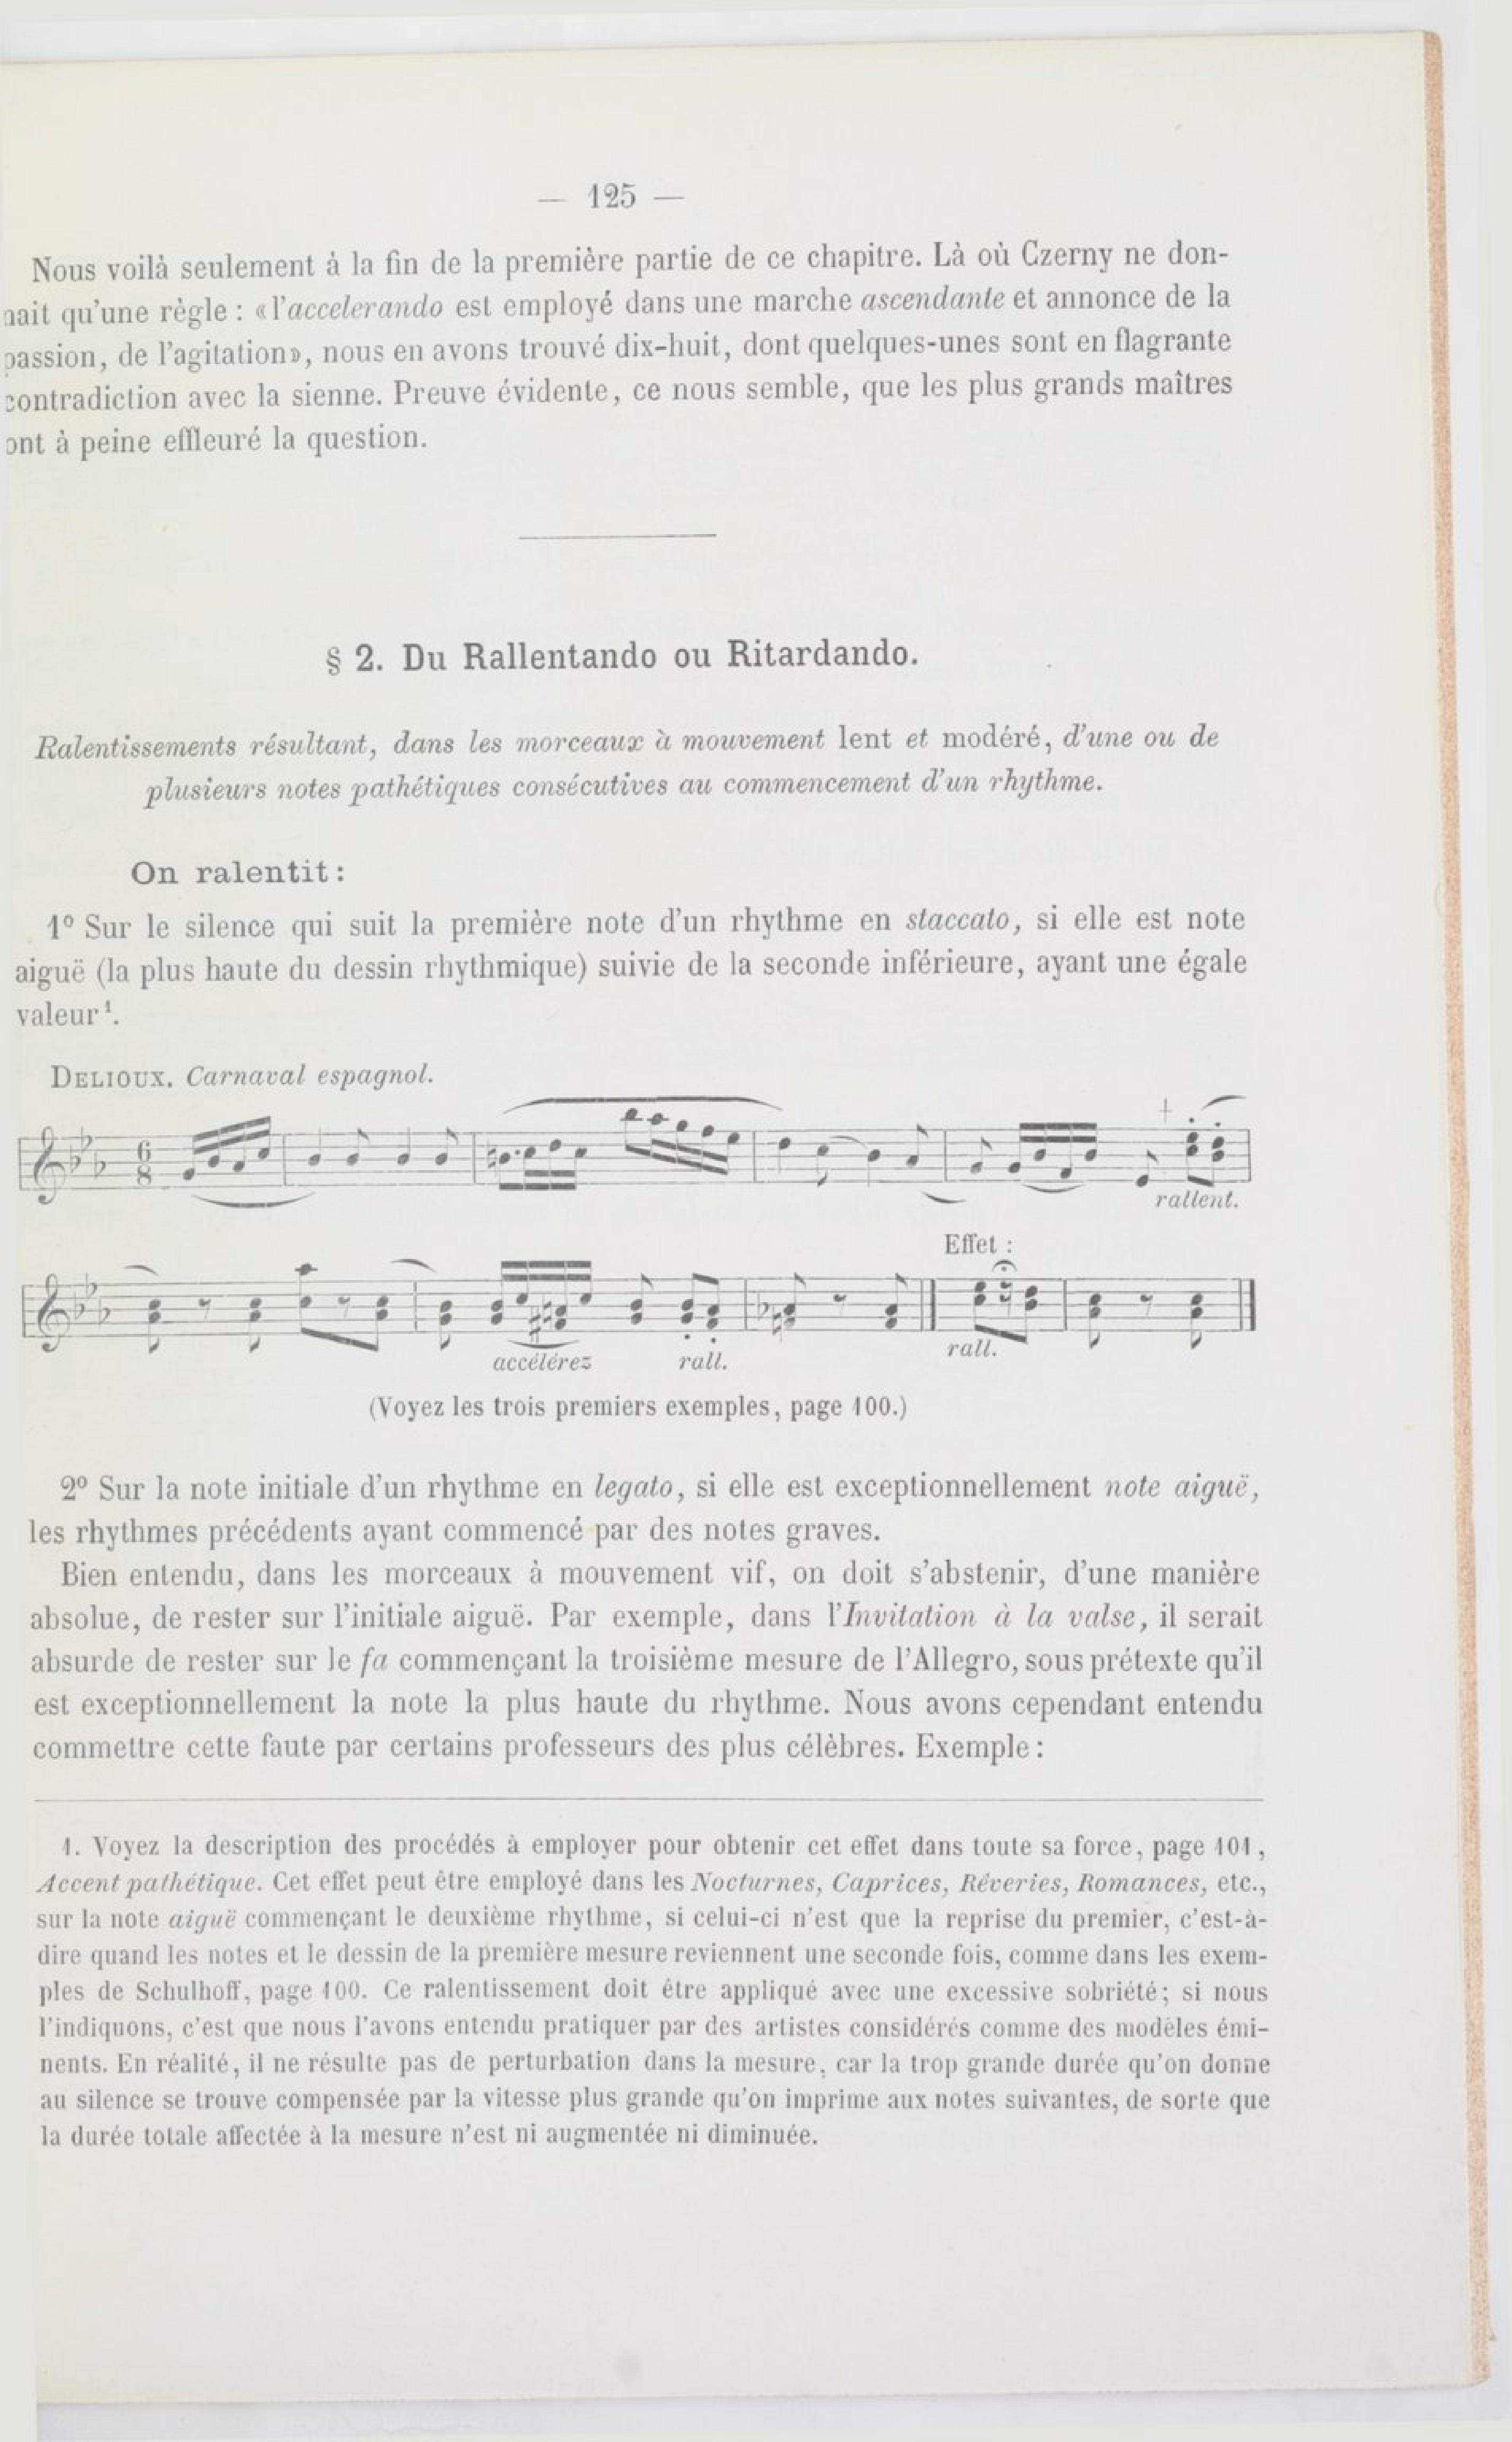 — 125 —
Nous voilà seulement à la fin de la première partie de ce chapitre. Là où Czerny ne don-
nait qu'une règle : «l'accelerando est employé dans une marche ascendante et annonce de la
passion, de l'agitation», nous en avons trouvé dix-huit, dont quelques-unes sont en flagrante
contradiction avec la sienne. Preuve évidente, ce nous semble, que les plus grands maîtres
ont à peine effleuré la question.
§ 2. Du Rallentando ou Ritardando.
Ralentissements résultant, dans les morceaux à mouvement lent et modéré, d'une ou de
plusieurs notes pathétiques consécutives au commencement d'un rhythme.
On ralentit :
1º Sur le silence qui suit la première note d'un rhythme en staccato, si elle est note
aiguë (la plus haute du dessin rhythmique) suivie de la seconde inférieure, ayant une égale
valeur¹.
DELIOUX. Carnaval espagnol.
6
8
rallent.
Effet :
accélérez rall. rall.
(Voyez les trois premiers exemples, page 100.)
2º Sur la note initiale d'un rhythme en legato, si elle est exceptionnellement note aiguë,
les rhythmes précédents ayant commencé par des notes graves.
Bien entendu, dans les morceaux à mouvement vif, on doit s'abstenir, d'une manière
absolue, de rester sur l'initiale aiguë. Par exemple, dans l'Invitation à la valse, il serait
absurde de rester sur le fa commençant la troisième mesure de l'Allegro, sous prétexte qu'il
est exceptionnellement la note la plus haute du rhythme. Nous avons cependant entendu
commettre cette faute par certains professeurs des plus célèbres. Exemple :
1. Voyez la description des procédés à employer pour obtenir cet effet dans toute sa force, page 101,
Accent pathétique. Cet effet peut être employé dans les Nocturnes, Caprices, Rêveries, Romances, etc.,
sur la note aiguë commençant le deuxième rhythme, si celui-ci n'est que la reprise du premier, c'est-à-
dire quand les notes et le dessin de la première mesure reviennent une seconde fois, comme dans les exem-
ples de Schulhoff, page 100. Ce ralentissement doit être appliqué avec une excessive sobriété; si nous
l'indiquons, c'est que nous l'avons entendu pratiquer par des artistes considérés comme des modèles émi-
nents. En réalité, il ne résulte pas de perturbation dans la mesure, car la trop grande durée qu'on donne
au silence se trouve compensée par la vitesse plus grande qu'on imprime aux notes suivantes, de sorte que
la durée totale affectée à la mesure n'est ni augmentée ni diminuée.